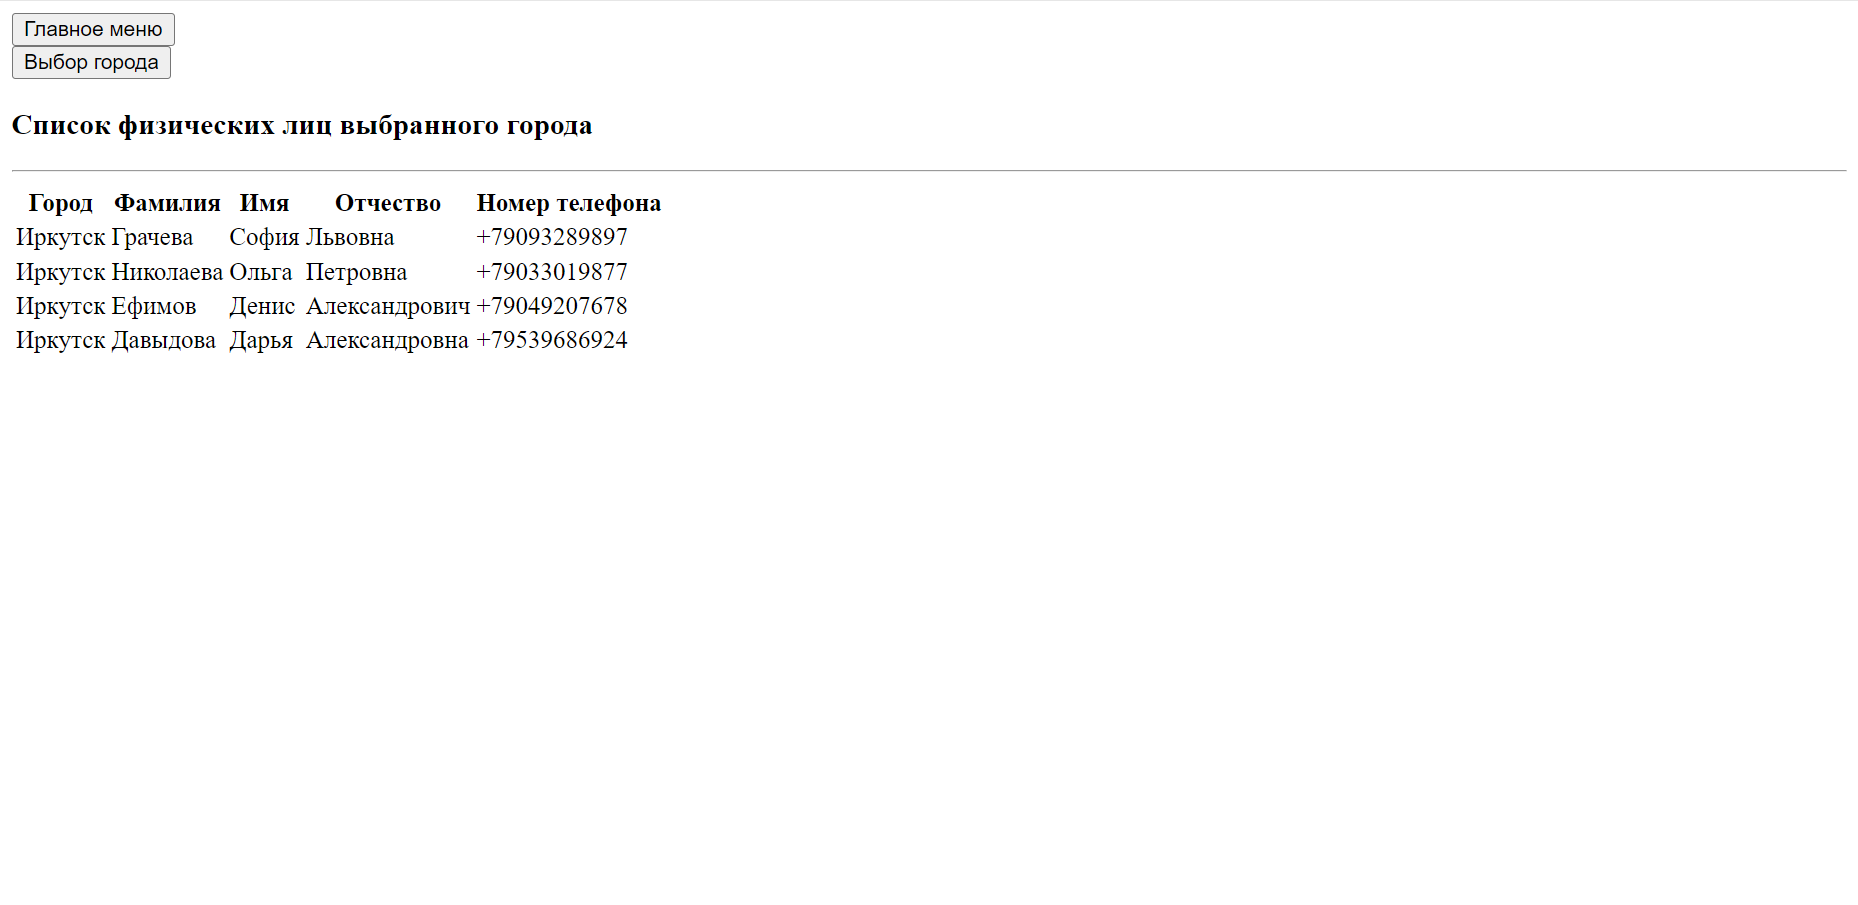 Главное меню
Выбор города
Список физических лиц выбранного города
Город Фамилия Имя Отчество Номер телефона
Иркутск Грачева София Львовна +79093289897
Иркутск Николаева Ольга Петровна +79033019877
Иркутск Ефимов Денис Александрович +79049207678
Иркутск Давыдова Дарья Александровна +79539686924